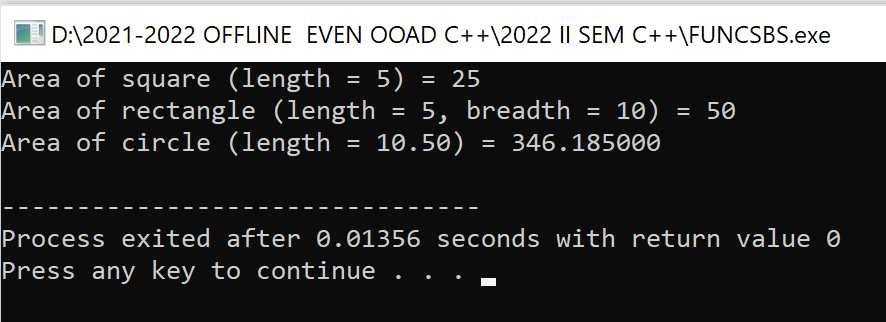 D:\2021-2022 OFFLINE  EVEN OOAD C++\2022 II SEM C++\FUNCSBS.exe
Area of square (length = 5) = 25
Area of rectangle (length = 5, breadth = 10) = 50
Area of circle (length = 10.50) = 346.185000
--------------------------------
Process exited after 0.01356 seconds with return value 0
Press any key to continue . . .